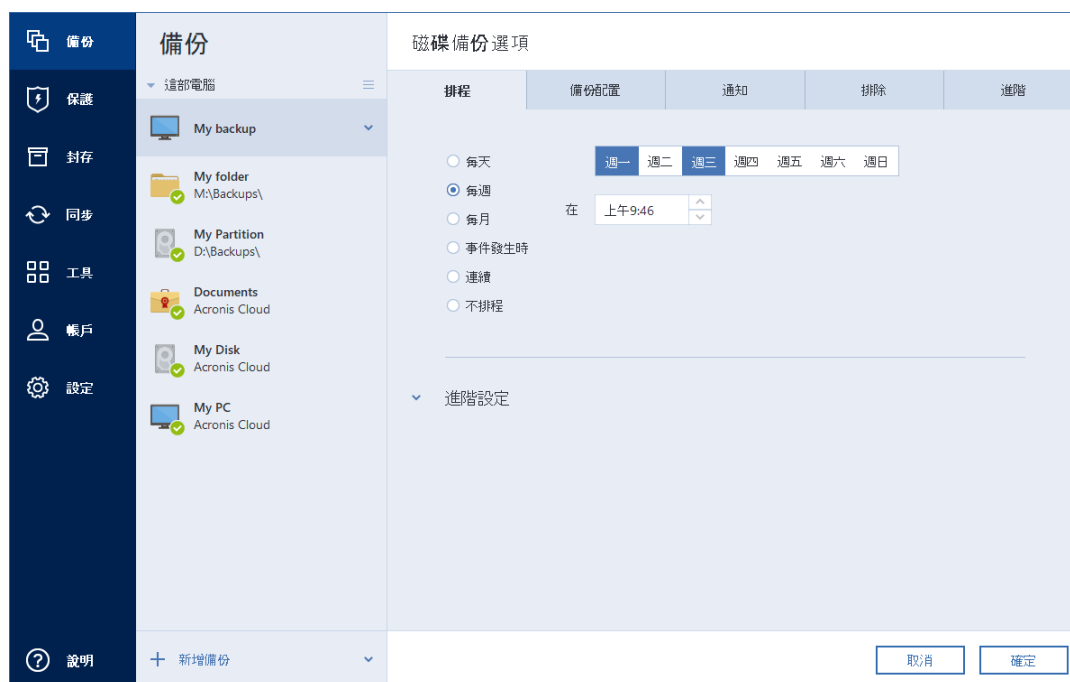 備份
保護
封存
同步
工具
帳戶
設定
說明
備份
這部電腦
My backup
My folder
M:\Backups\
My Partition
D:\Backups\
Documents
Acronis Cloud
My Disk
Acronis Cloud
My PC
Acronis Cloud
新增備份
磁碟備份選項
排程 備份配置 通知 排除 進階
每天
每週
每月
事件發生時
連續
不排程
週一 週二 週三 週四 週五 週六 週日
在 上午9:46
進階設定
取消 確定